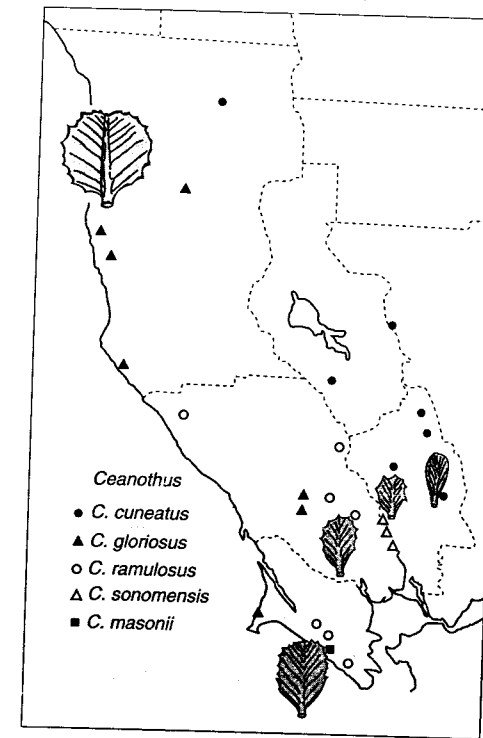 Ceanothus
C. cuneatus
C. gloriosus
C. ramulosus
C. sonomensis
C. masonii